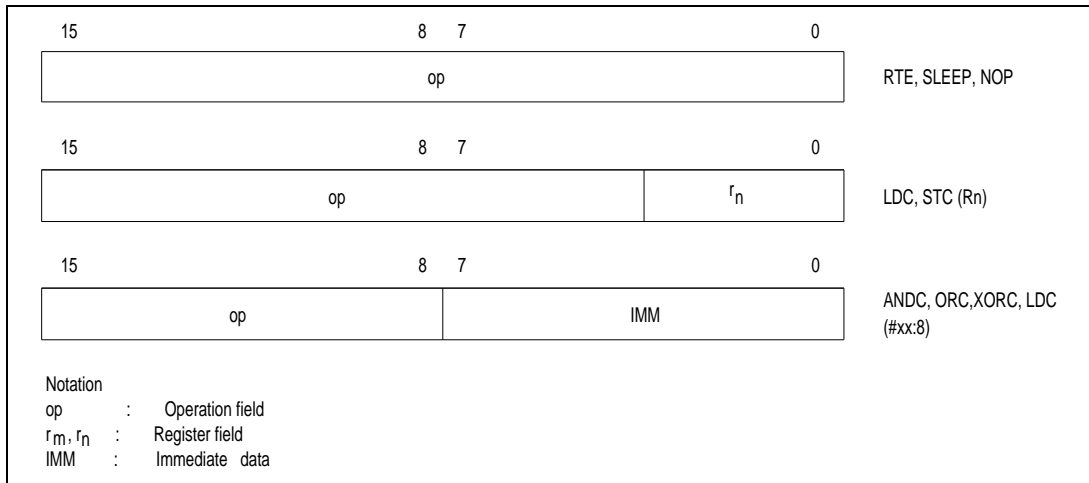 15 8 7 0
op RTE, SLEEP, NOP
15 8 7 0
op rn LDC, STC (Rn)
15 8 7 0
op IMM ANDC, ORC,XORC, LDC
(#xx:8)
Notation
op : Operation field
rm, rn : Register field
IMM : Immediate data